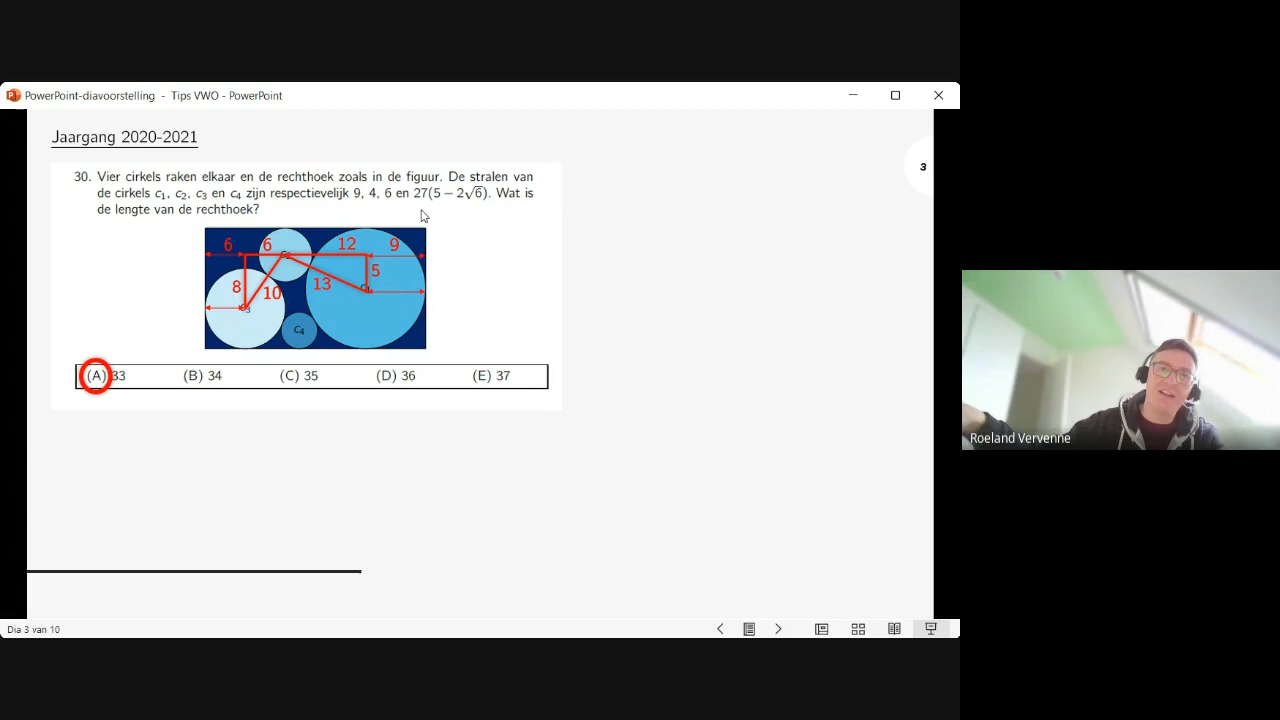 PowerPoint-diavoorstelling - Tips VWO - PowerPoint
Jaargang 2020-2021
3
30. Vier cirkels raken elkaar en de rechthoek zoals in de figuur. De stralen van
de cirkels c₁, c₂, c₃ en c₄ zijn respectievelijk 9, 4, 6 en 27(5 − 2√6). Wat is
de lengte van de rechthoek?
6 6 12 9
5
8 10 13
c₃
c₄
(A) 33 (B) 34 (C) 35 (D) 36 (E) 37
Roeland Vervenne
Dia 3 van 10